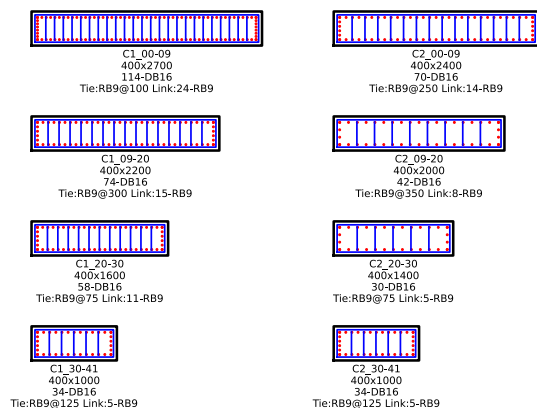 C1_00-09
400x2700
114-DB16
Tie:RB9@100 Link:24-RB9
C2_00-09
400x2400
70-DB16
Tie:RB9@250 Link:14-RB9
C1_09-20
400x2200
74-DB16
Tie:RB9@300 Link:15-RB9
C2_09-20
400x2000
42-DB16
Tie:RB9@350 Link:8-RB9
C1_20-30
400x1600
58-DB16
Tie:RB9@75 Link:11-RB9
C2_20-30
400x1400
30-DB16
Tie:RB9@75 Link:5-RB9
C1_30-41
400x1000
34-DB16
Tie:RB9@125 Link:5-RB9
C2_30-41
400x1000
34-DB16
Tie:RB9@125 Link:5-RB9